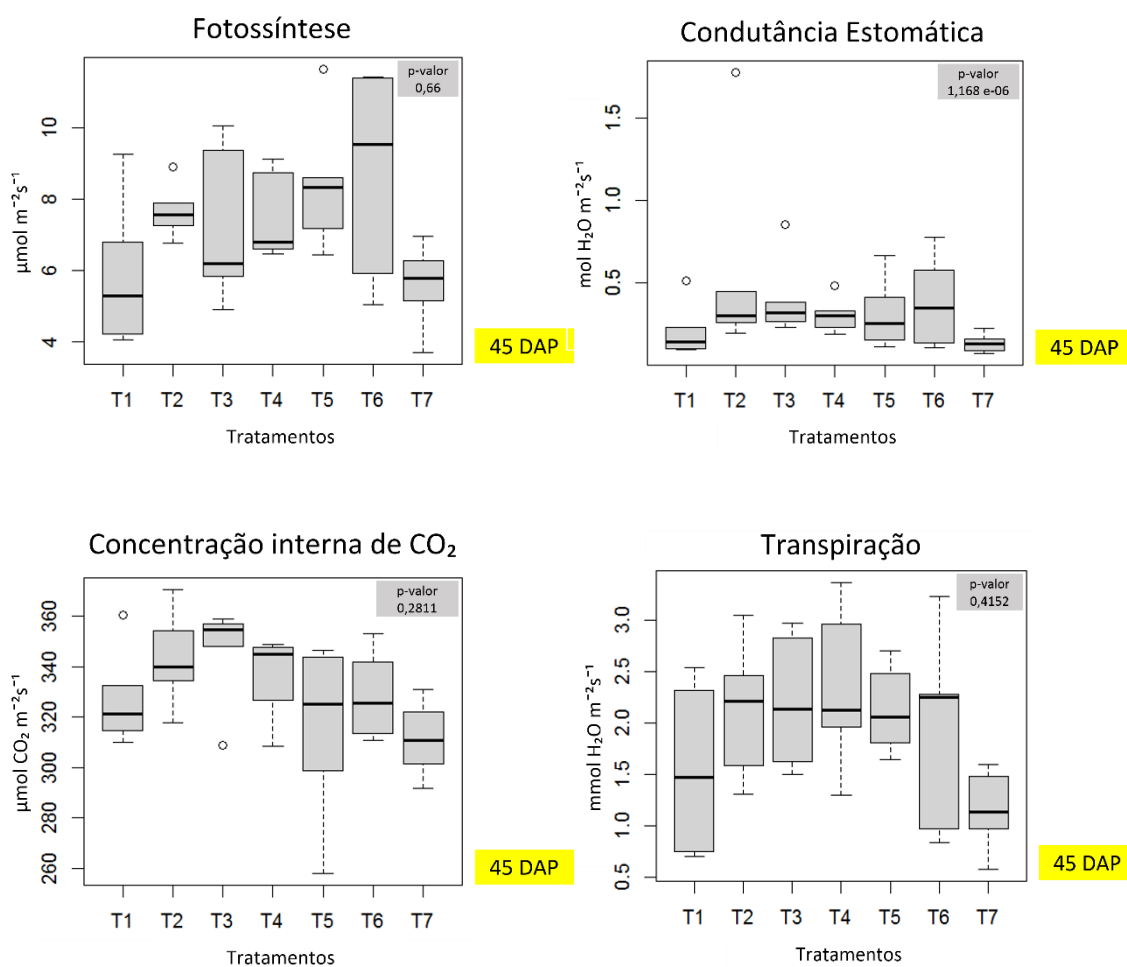 Fotossíntese
p-valor
0,66
μmol m⁻²s⁻¹
4
6
8
10
T1 T2 T3 T4 T5 T6 T7
Tratamentos
45 DAP
Condutância Estomática
p-valor
1,168 e-06
mol H₂O m⁻²s⁻¹
0.5
1.0
1.5
T1 T2 T3 T4 T5 T6 T7
Tratamentos
45 DAP
Concentração interna de CO₂
p-valor
0,2811
μmol CO₂ m⁻²s⁻¹
260
280
300
320
340
360
T1 T2 T3 T4 T5 T6 T7
Tratamentos
45 DAP
Transpiração
p-valor
0,4152
mmol H₂O m⁻²s⁻¹
0.5
1.0
1.5
2.0
2.5
3.0
T1 T2 T3 T4 T5 T6 T7
Tratamentos
45 DAP